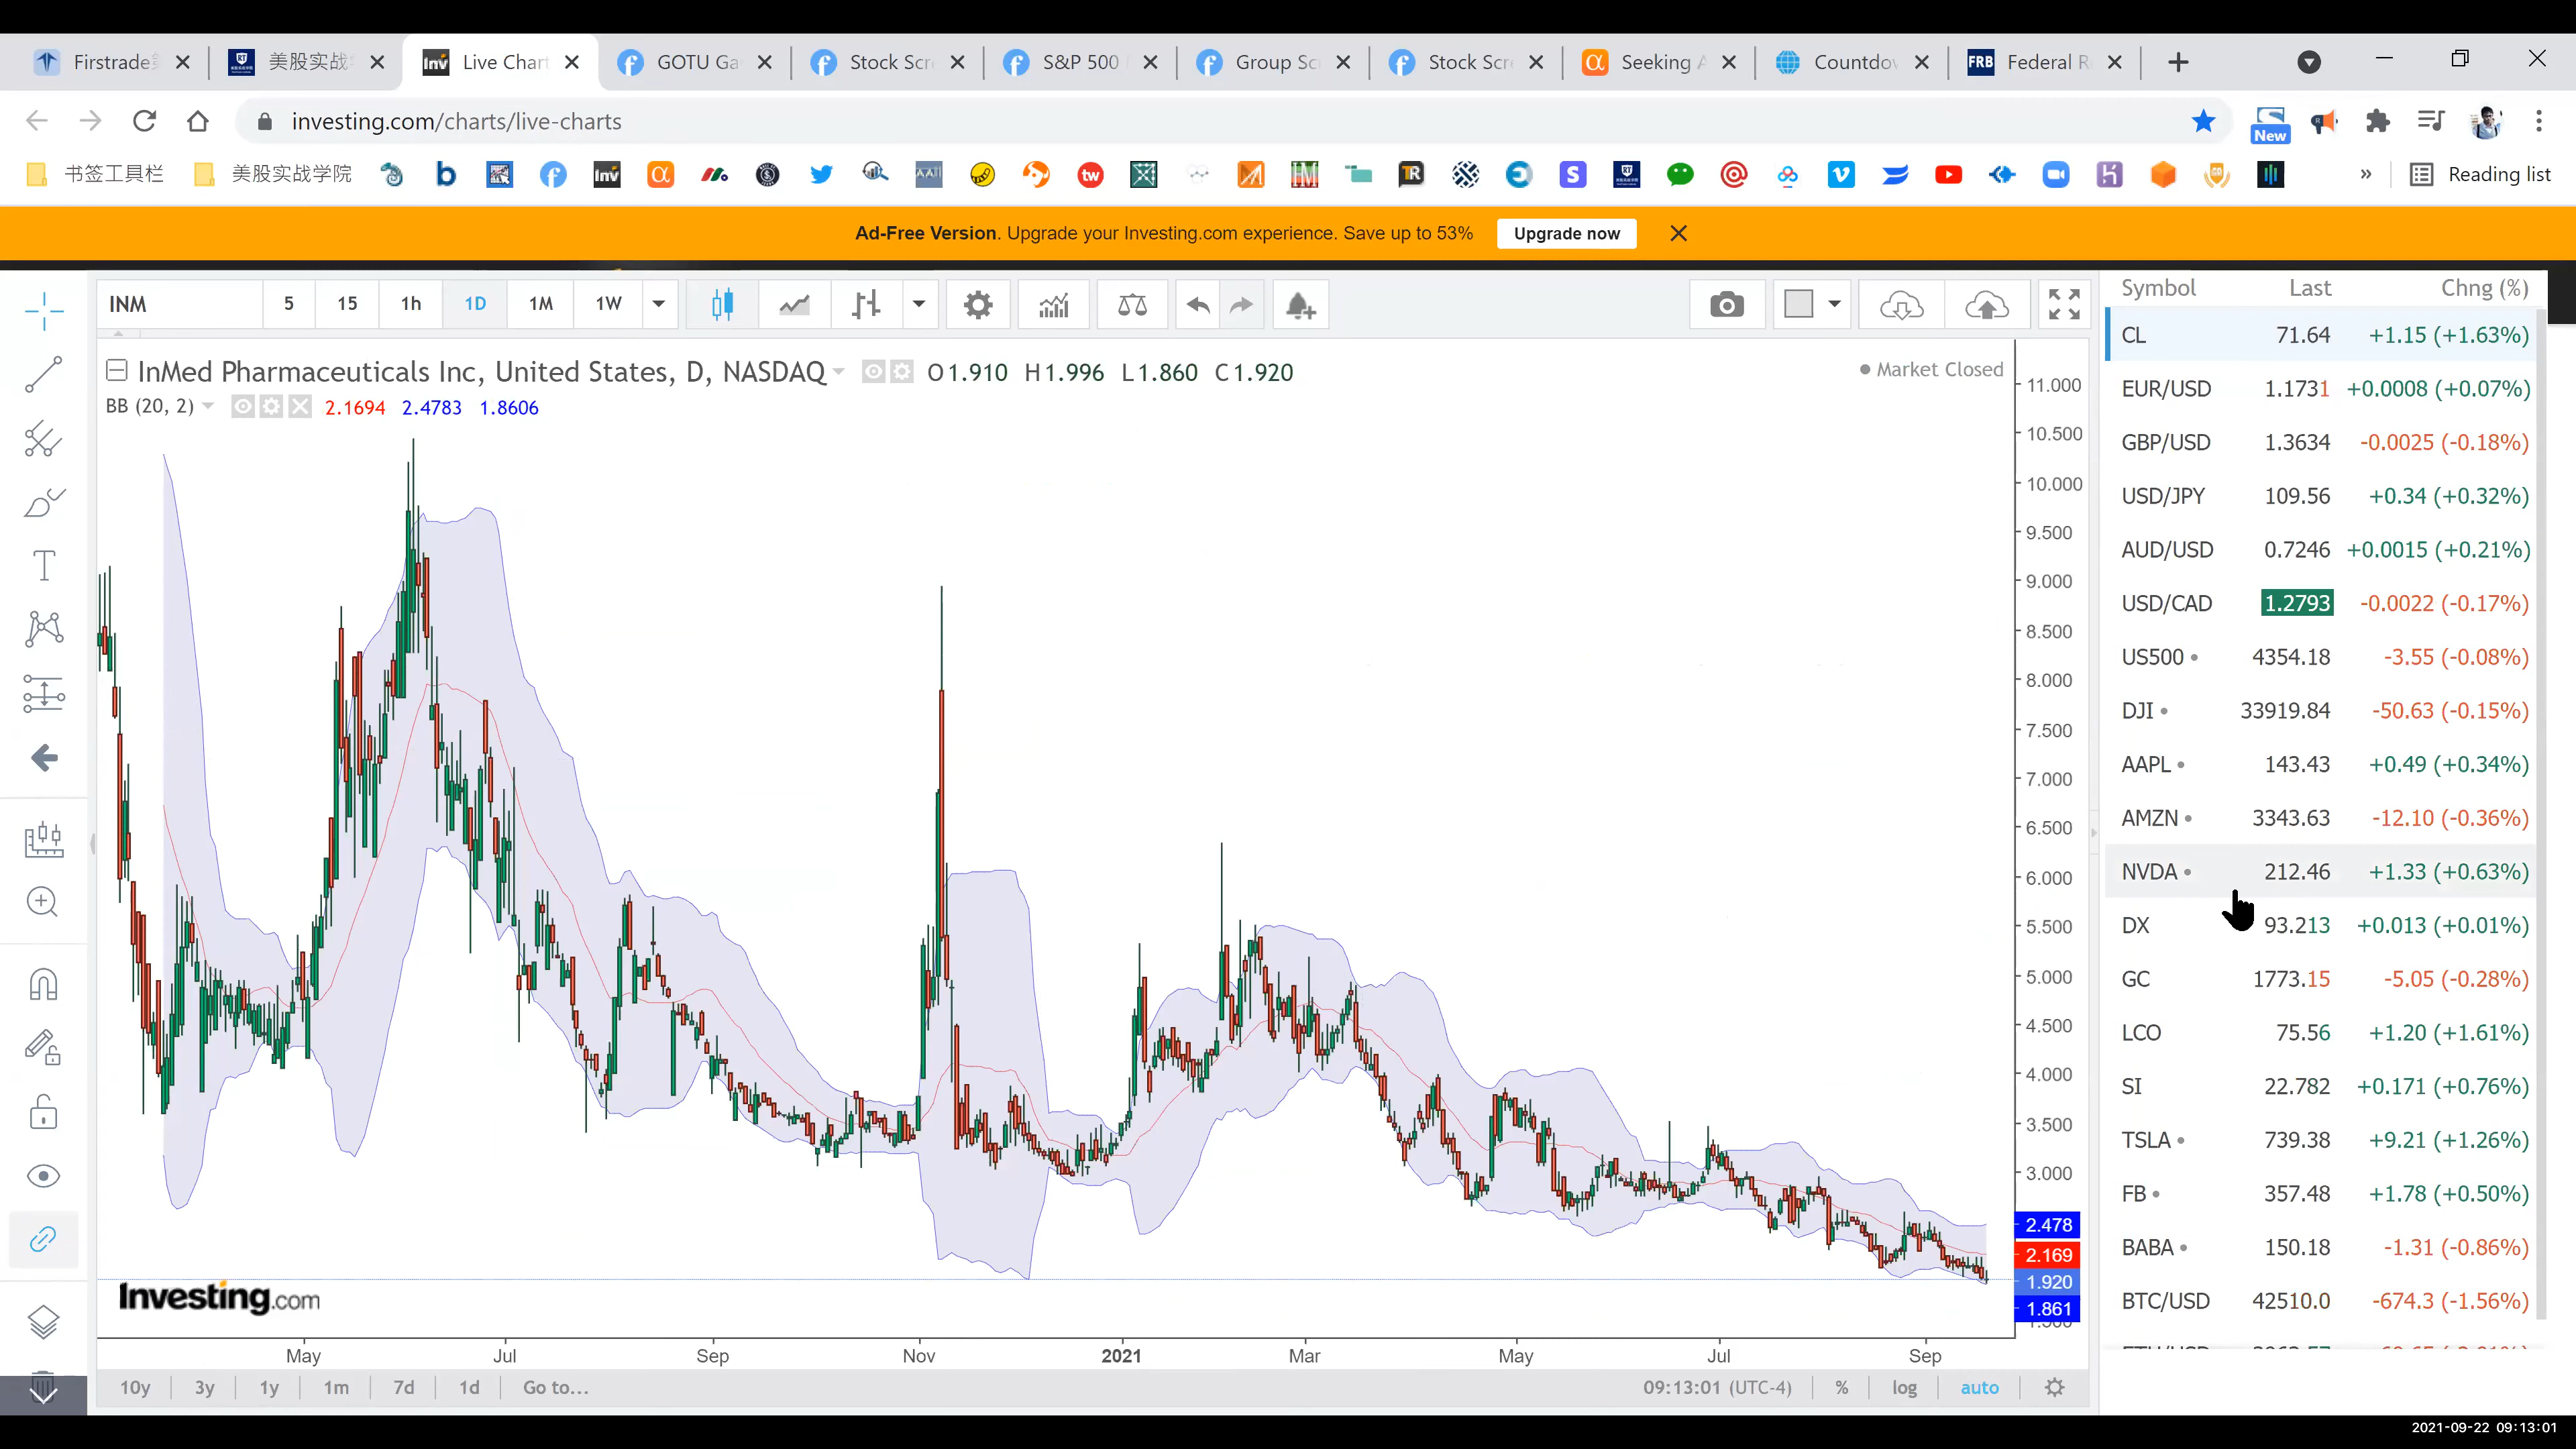 Firstrade
美股实战
Live Chart
GOTU Ga
Stock Scr
S&P 500
Group Sc
Stock Scr
Seeking A
Countdov
Federal R
investing.com/charts/live-charts
New
书签工具栏
美股实战学院
» Reading list
Ad-Free Version. Upgrade your Investing.com experience. Save up to 53% Upgrade now
INM 5 15 1h 1D 1M 1W
InMed Pharmaceuticals Inc, United States, D, NASDAQ O1.910 H1.996 L1.860 C1.920
Market Closed
BB (20, 2) 2.1694 2.4783 1.8606
11.000
10.500
10.000
9.500
9.000
8.500
8.000
7.500
7.000
6.500
6.000
5.500
5.000
4.500
4.000
3.500
3.000
2.478
2.169
1.920
1.861
Investing.com
May Jul Sep Nov 2021 Mar May Jul Sep
10y 3y 1y 1m 7d 1d Go to... 09:13:01 (UTC-4) % log auto
Symbol Last Chng (%)
CL 71.64 +1.15 (+1.63%)
EUR/USD 1.1731 +0.0008 (+0.07%)
GBP/USD 1.3634 -0.0025 (-0.18%)
USD/JPY 109.56 +0.34 (+0.32%)
AUD/USD 0.7246 +0.0015 (+0.21%)
USD/CAD 1.2793 -0.0022 (-0.17%)
US500 4354.18 -3.55 (-0.08%)
DJI 33919.84 -50.63 (-0.15%)
AAPL 143.43 +0.49 (+0.34%)
AMZN 3343.63 -12.10 (-0.36%)
NVDA 212.46 +1.33 (+0.63%)
DX 93.213 +0.013 (+0.01%)
GC 1773.15 -5.05 (-0.28%)
LCO 75.56 +1.20 (+1.61%)
SI 22.782 +0.171 (+0.76%)
TSLA 739.38 +9.21 (+1.26%)
FB 357.48 +1.78 (+0.50%)
BABA 150.18 -1.31 (-0.86%)
BTC/USD 42510.0 -674.3 (-1.56%)
2021-09-22 09:13:01